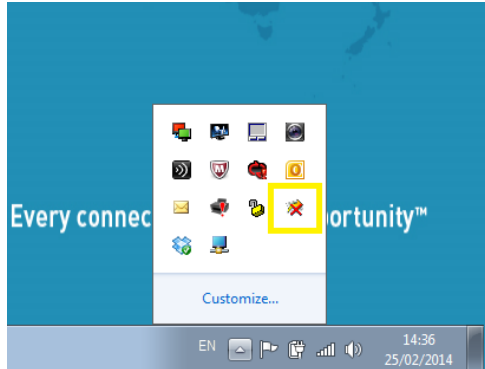 Every connec
ortunity™
Customize...
EN
14:36
25/02/2014